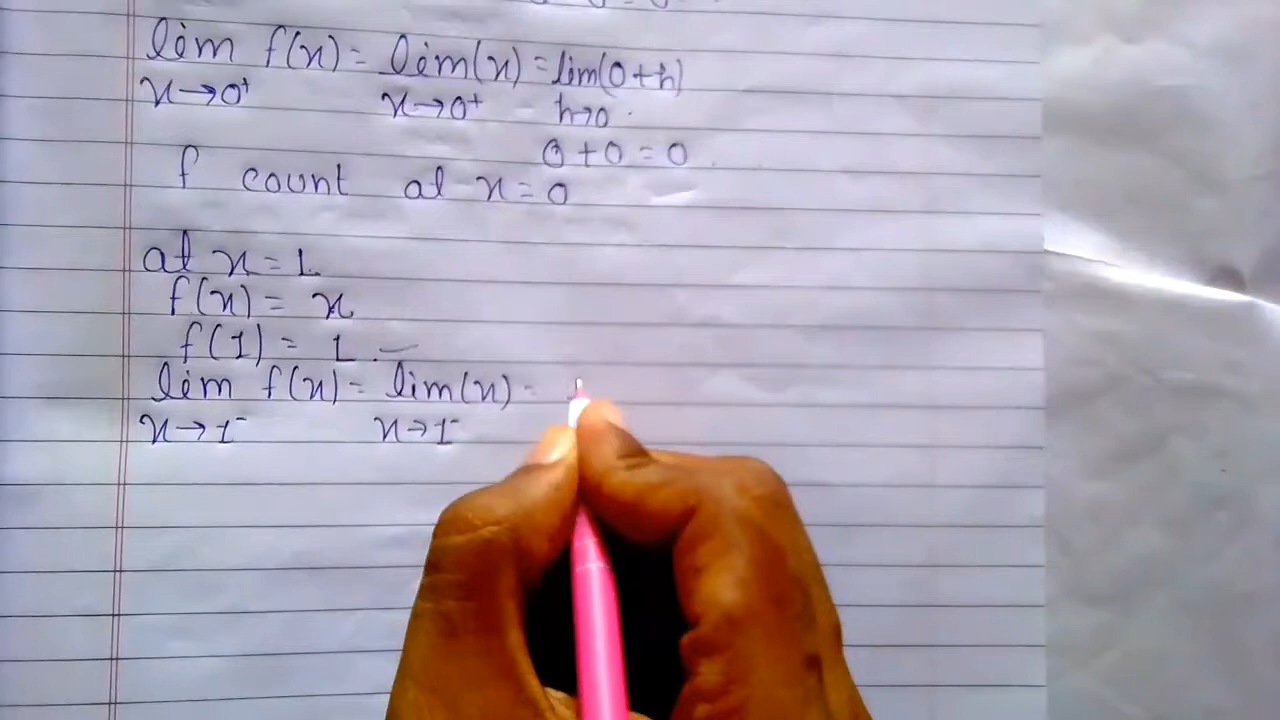 lim f(x) = lim(x) = lim(0+h)
x→0⁺ x→0⁺ h→0
0+0=0
f count at x=0
at x=1
f(x) = x
f(1) = 1
lim f(x) = lim(x) =
x→1⁻ x→1⁻